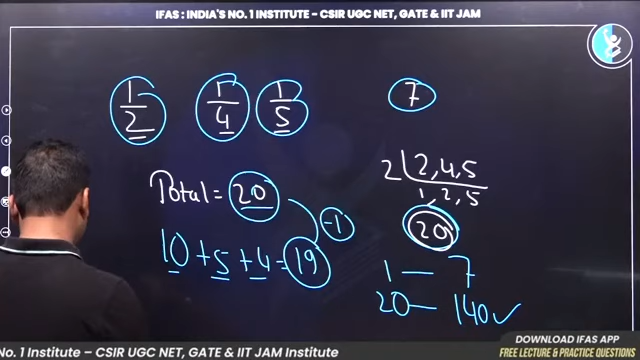 IFAS : INDIA'S NO. 1 INSTITUTE – CSIR UGC NET, GATE & IIT JAM
1/2 1/4 1/5 7
2 | 2, 4, 5
1, 2, 5
Total = 20
20
-1
10 + 5 + 4 = 19
1 — 7
20 — 140 ✓
DOWNLOAD IFAS APP
No. 1 Institute – CSIR UGC NET, GATE & IIT JAM Institute
FREE LECTURE & PRACTICE QUESTIONS